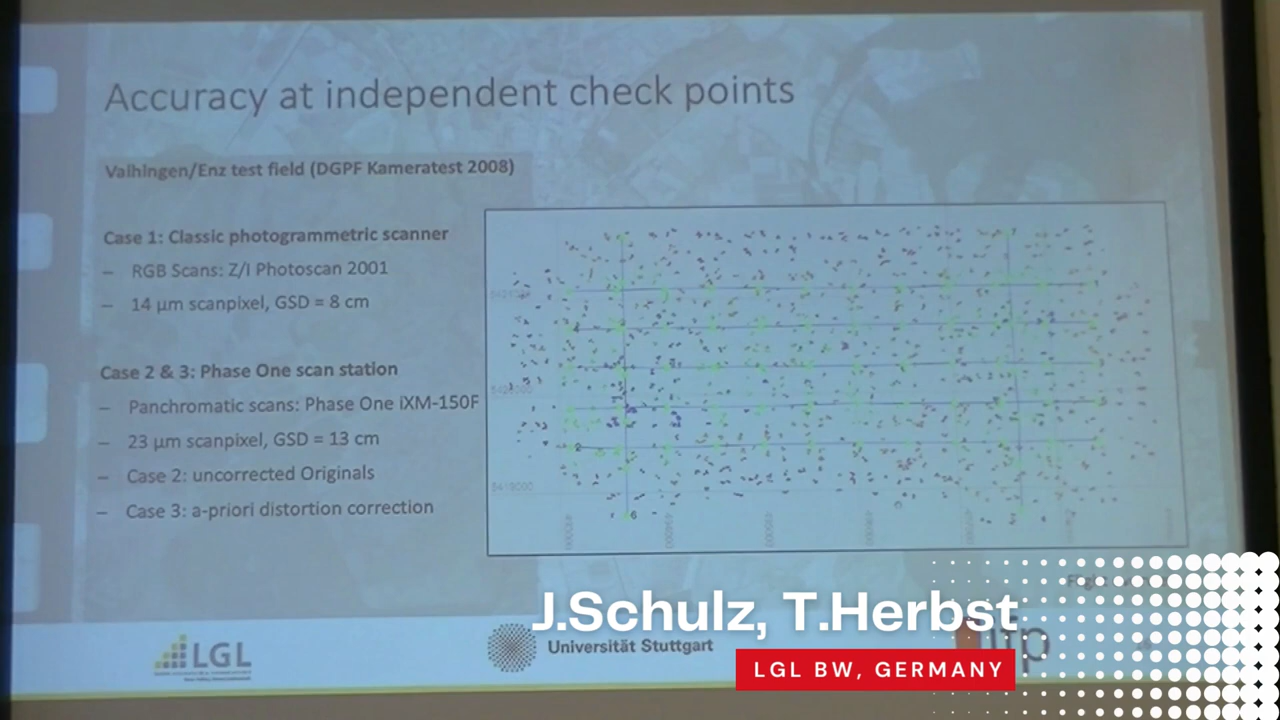 Accuracy at independent check points
Vaihingen/Enz test field (DGPF Kameratest 2008)
Case 1: Classic photogrammetric scanner
– RGB Scans: Z/I Photoscan 2001
– 14 µm scanpixel, GSD = 8 cm
Case 2 & 3: Phase One scan station
– Panchromatic scans: Phase One iXM-150F
– 23 µm scanpixel, GSD = 13 cm
– Case 2: uncorrected Originals
– Case 3: a-priori distortion correction
J.Schulz, T.Herbst
LGL
Universität Stuttgart
ifp
LGL BW, GERMANY